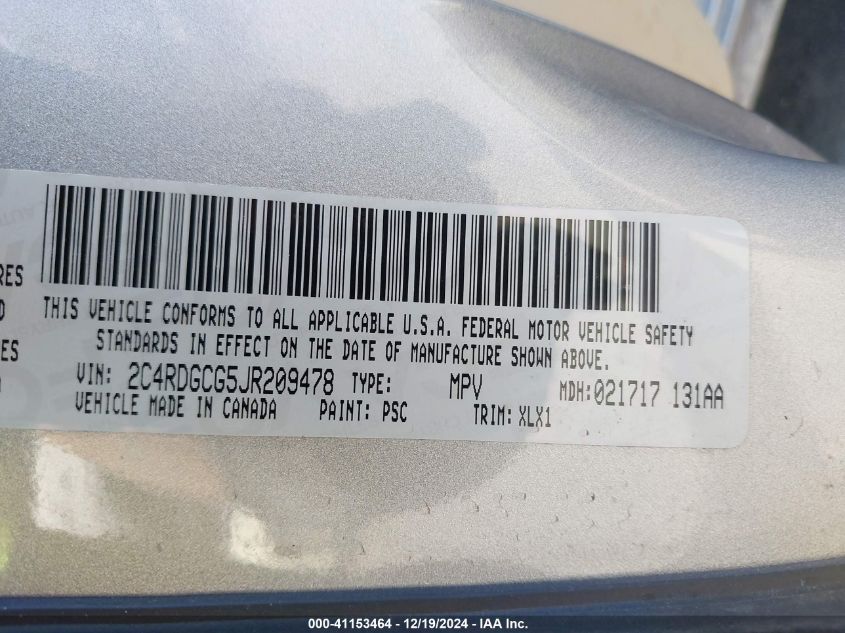 RES
THIS VEHICLE CONFORMS TO ALL APPLICABLE U.S.A. FEDERAL MOTOR VEHICLE SAFETY
STANDARDS IN EFFECT ON THE DATE OF MANUFACTURE SHOWN ABOVE.
ES
VIN: 2C4RDGCG5JR209478 TYPE: MPV MDH:021717 131AA
VEHICLE MADE IN CANADA PAINT: PSC TRIM: XLX1
000-41153464 - 12/19/2024 - IAA Inc.